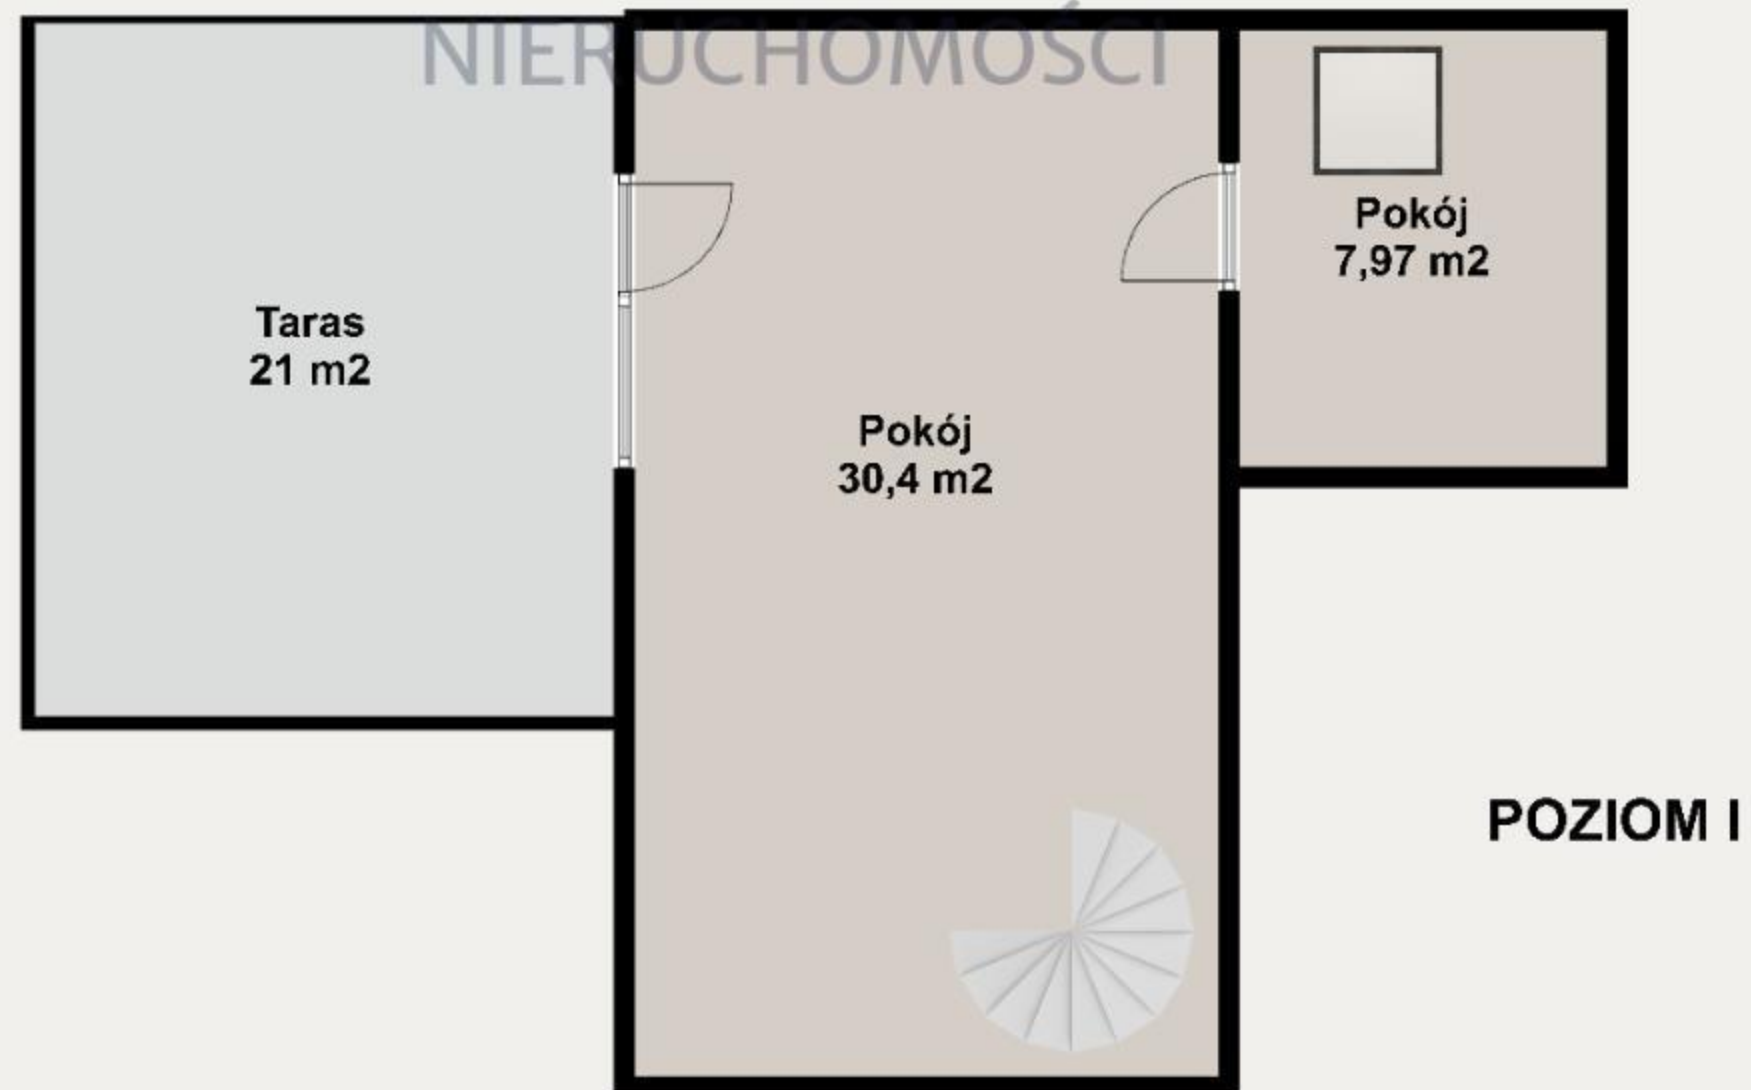 NIERUCHOMOŚCI
Pokój
7,97 m2
Taras
21 m2
Pokój
30,4 m2
POZIOM I